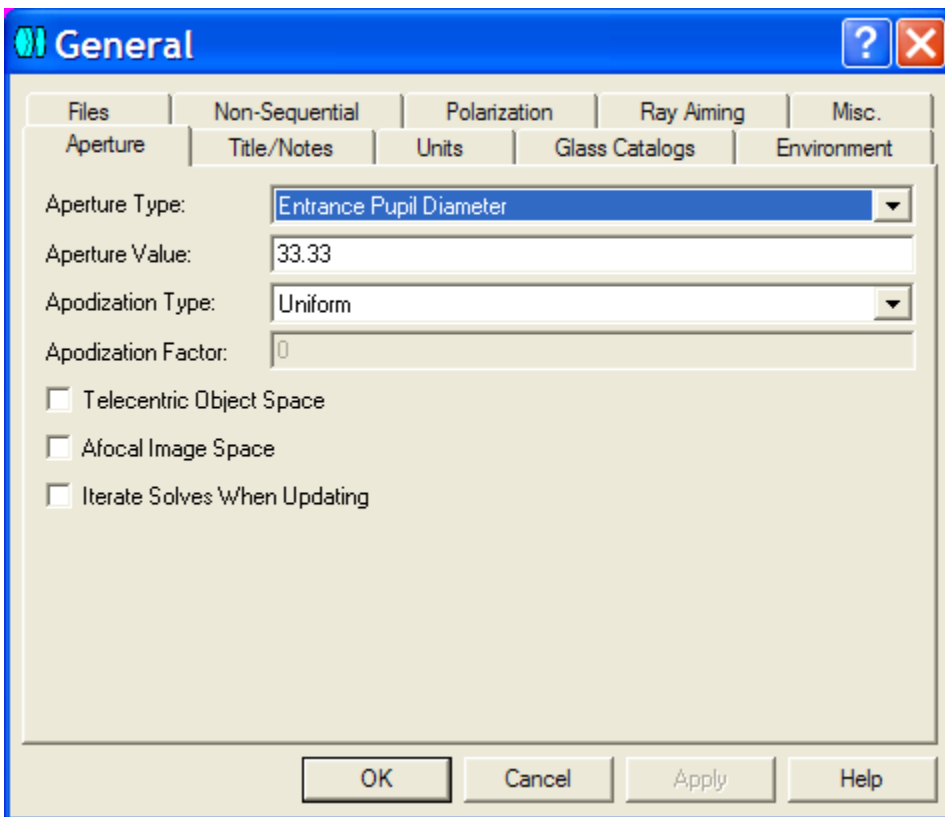 General
Files Non-Sequential Polarization Ray Aiming Misc.
Aperture Title/Notes Units Glass Catalogs Environment
Aperture Type: Entrance Pupil Diameter
Aperture Value: 33.33
Apodization Type: Uniform
Apodization Factor: 0
Telecentric Object Space
Afocal Image Space
Iterate Solves When Updating
OK Cancel Apply Help